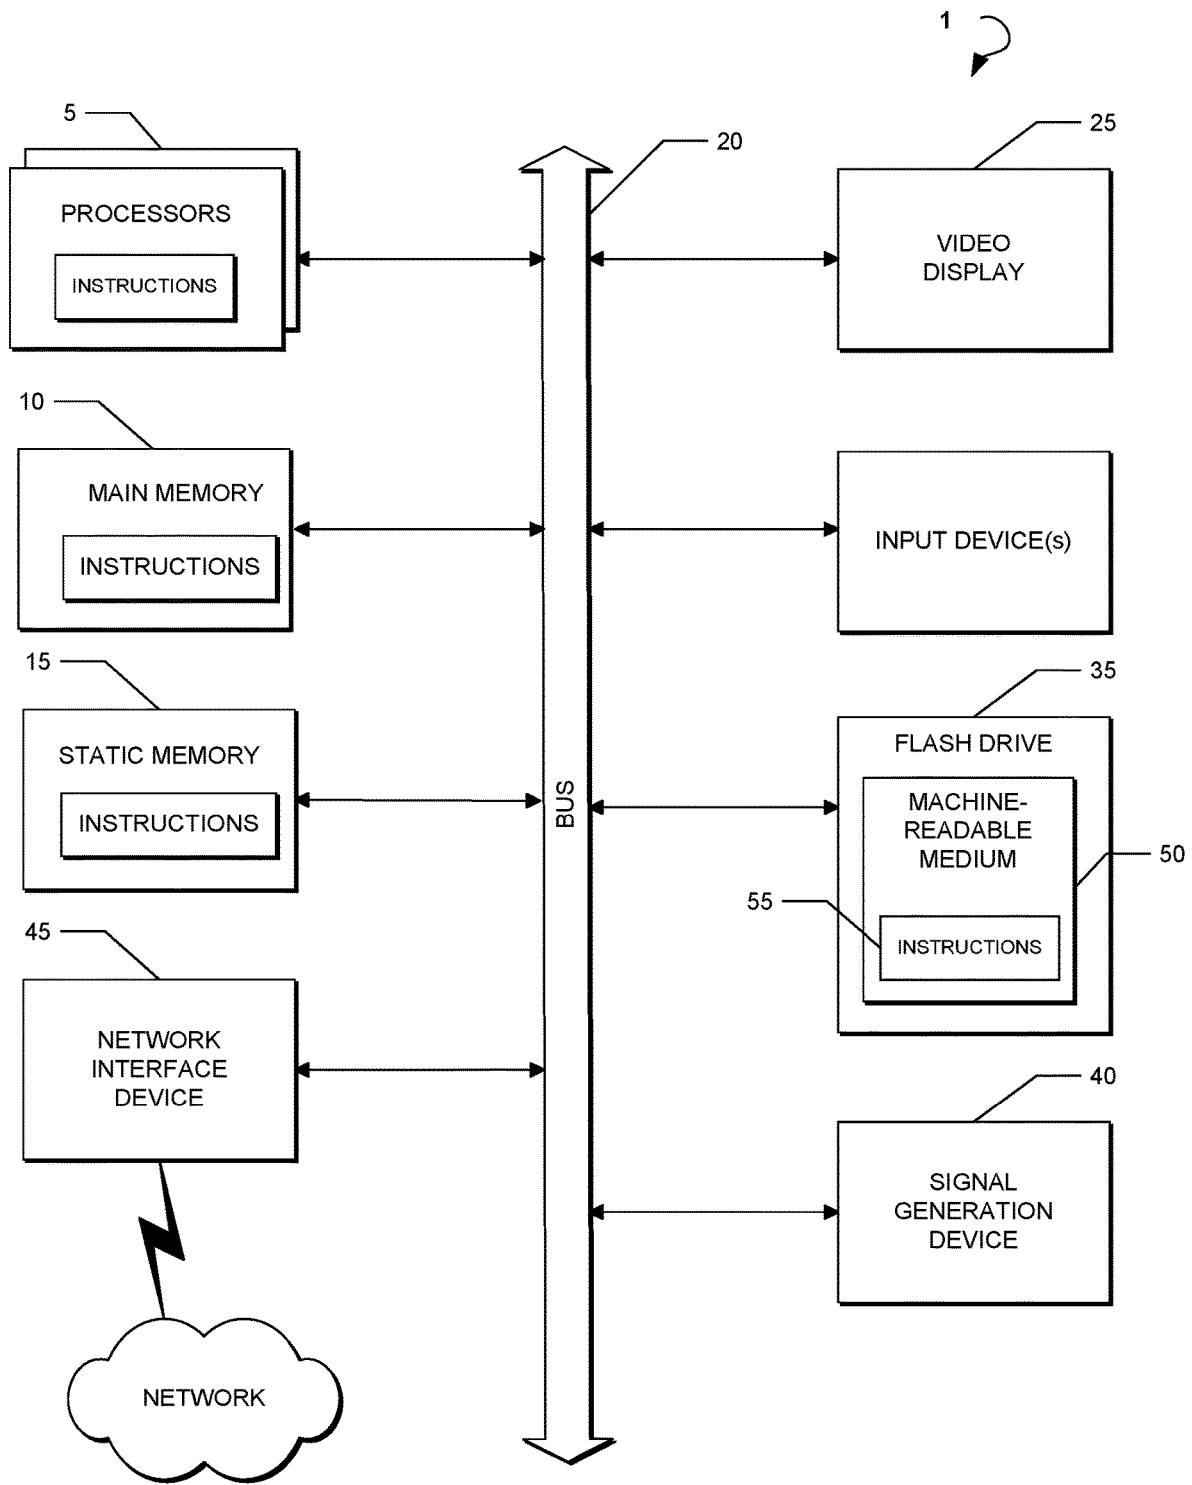 1
5
PROCESSORS
INSTRUCTIONS
10
MAIN MEMORY
INSTRUCTIONS
15
STATIC MEMORY
INSTRUCTIONS
45
NETWORK
INTERFACE
DEVICE
NETWORK
20
BUS
25
VIDEO
DISPLAY
INPUT DEVICE(s)
35
FLASH DRIVE
MACHINE-
READABLE
MEDIUM
50
55
INSTRUCTIONS
40
SIGNAL
GENERATION
DEVICE